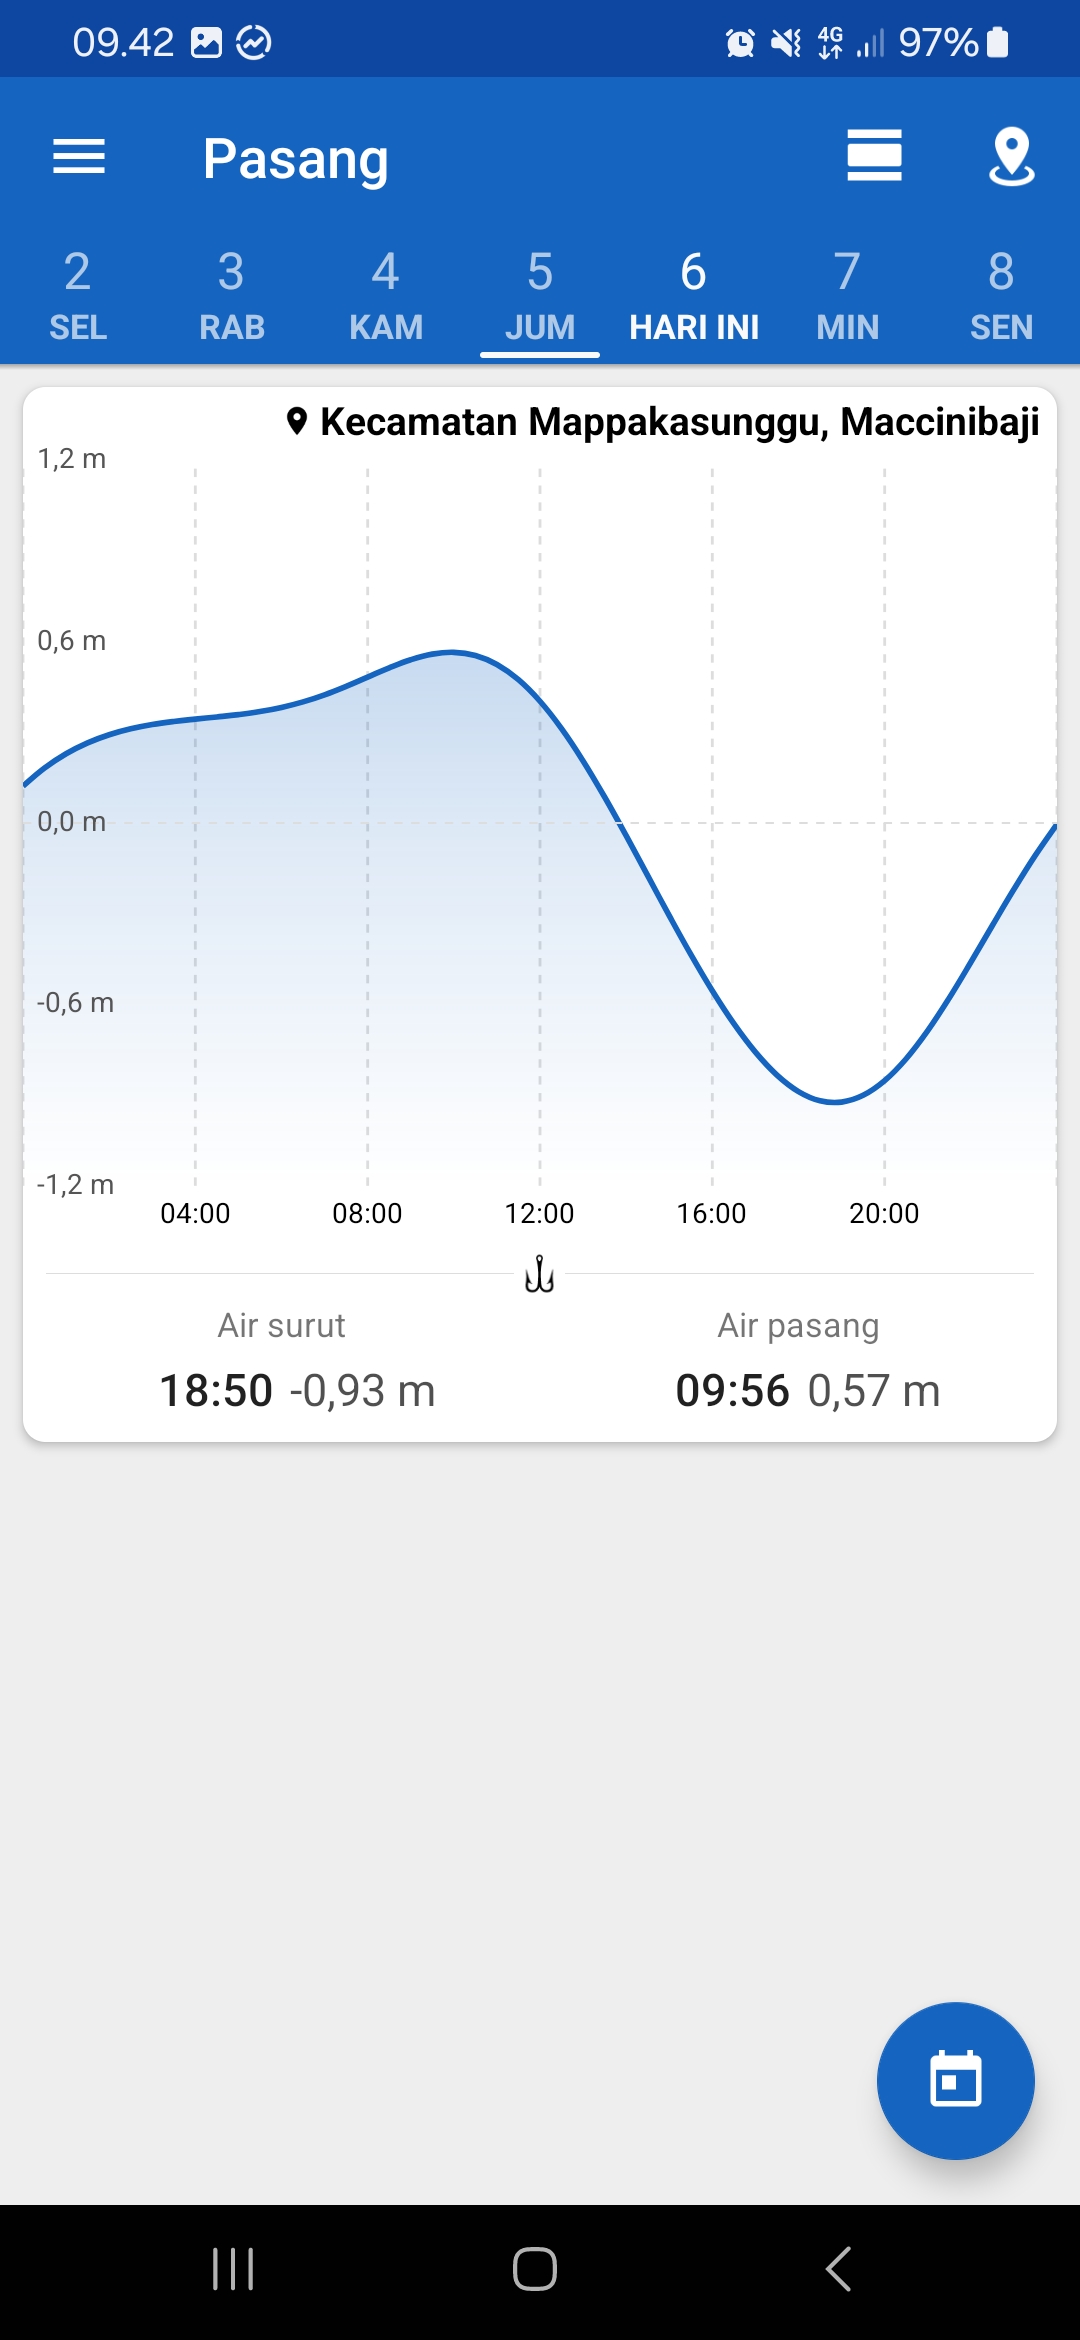 09.42 4G 97%
Pasang
2 3 4 5 6 7 8
SEL RAB KAM JUM HARI INI MIN SEN
Kecamatan Mappakasunggu, Maccinibaji
1,2 m
0,6 m
0,0 m
-0,6 m
-1,2 m
04:00 08:00 12:00 16:00 20:00
Air surut Air pasang
18:50 -0,93 m 09:56 0,57 m